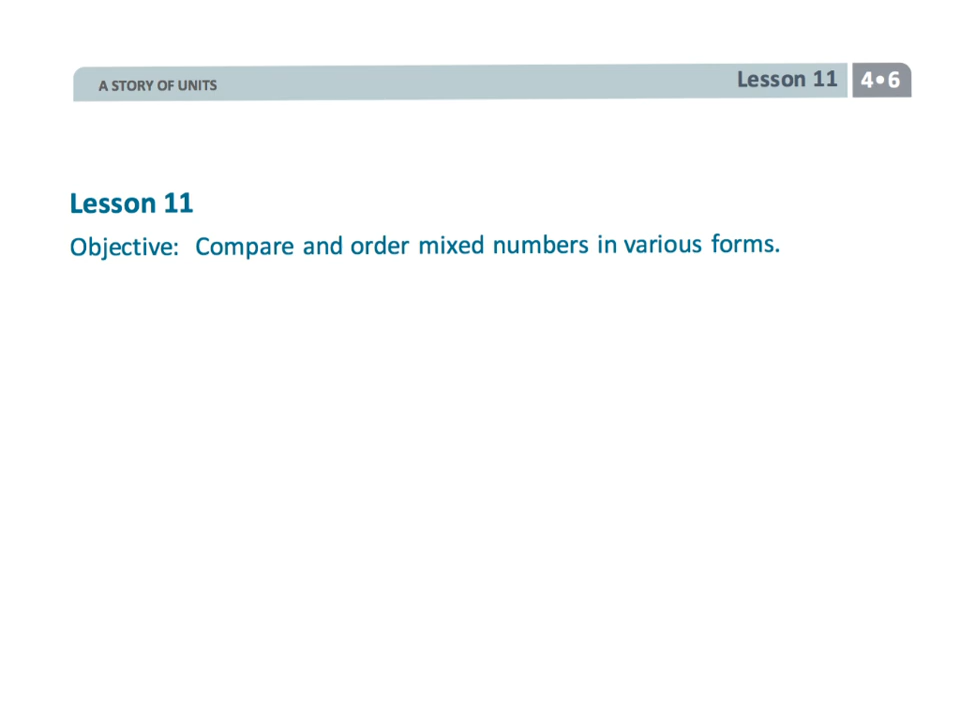 A STORY OF UNITS
Lesson 11
4•6
Lesson 11
Objective: Compare and order mixed numbers in various forms.